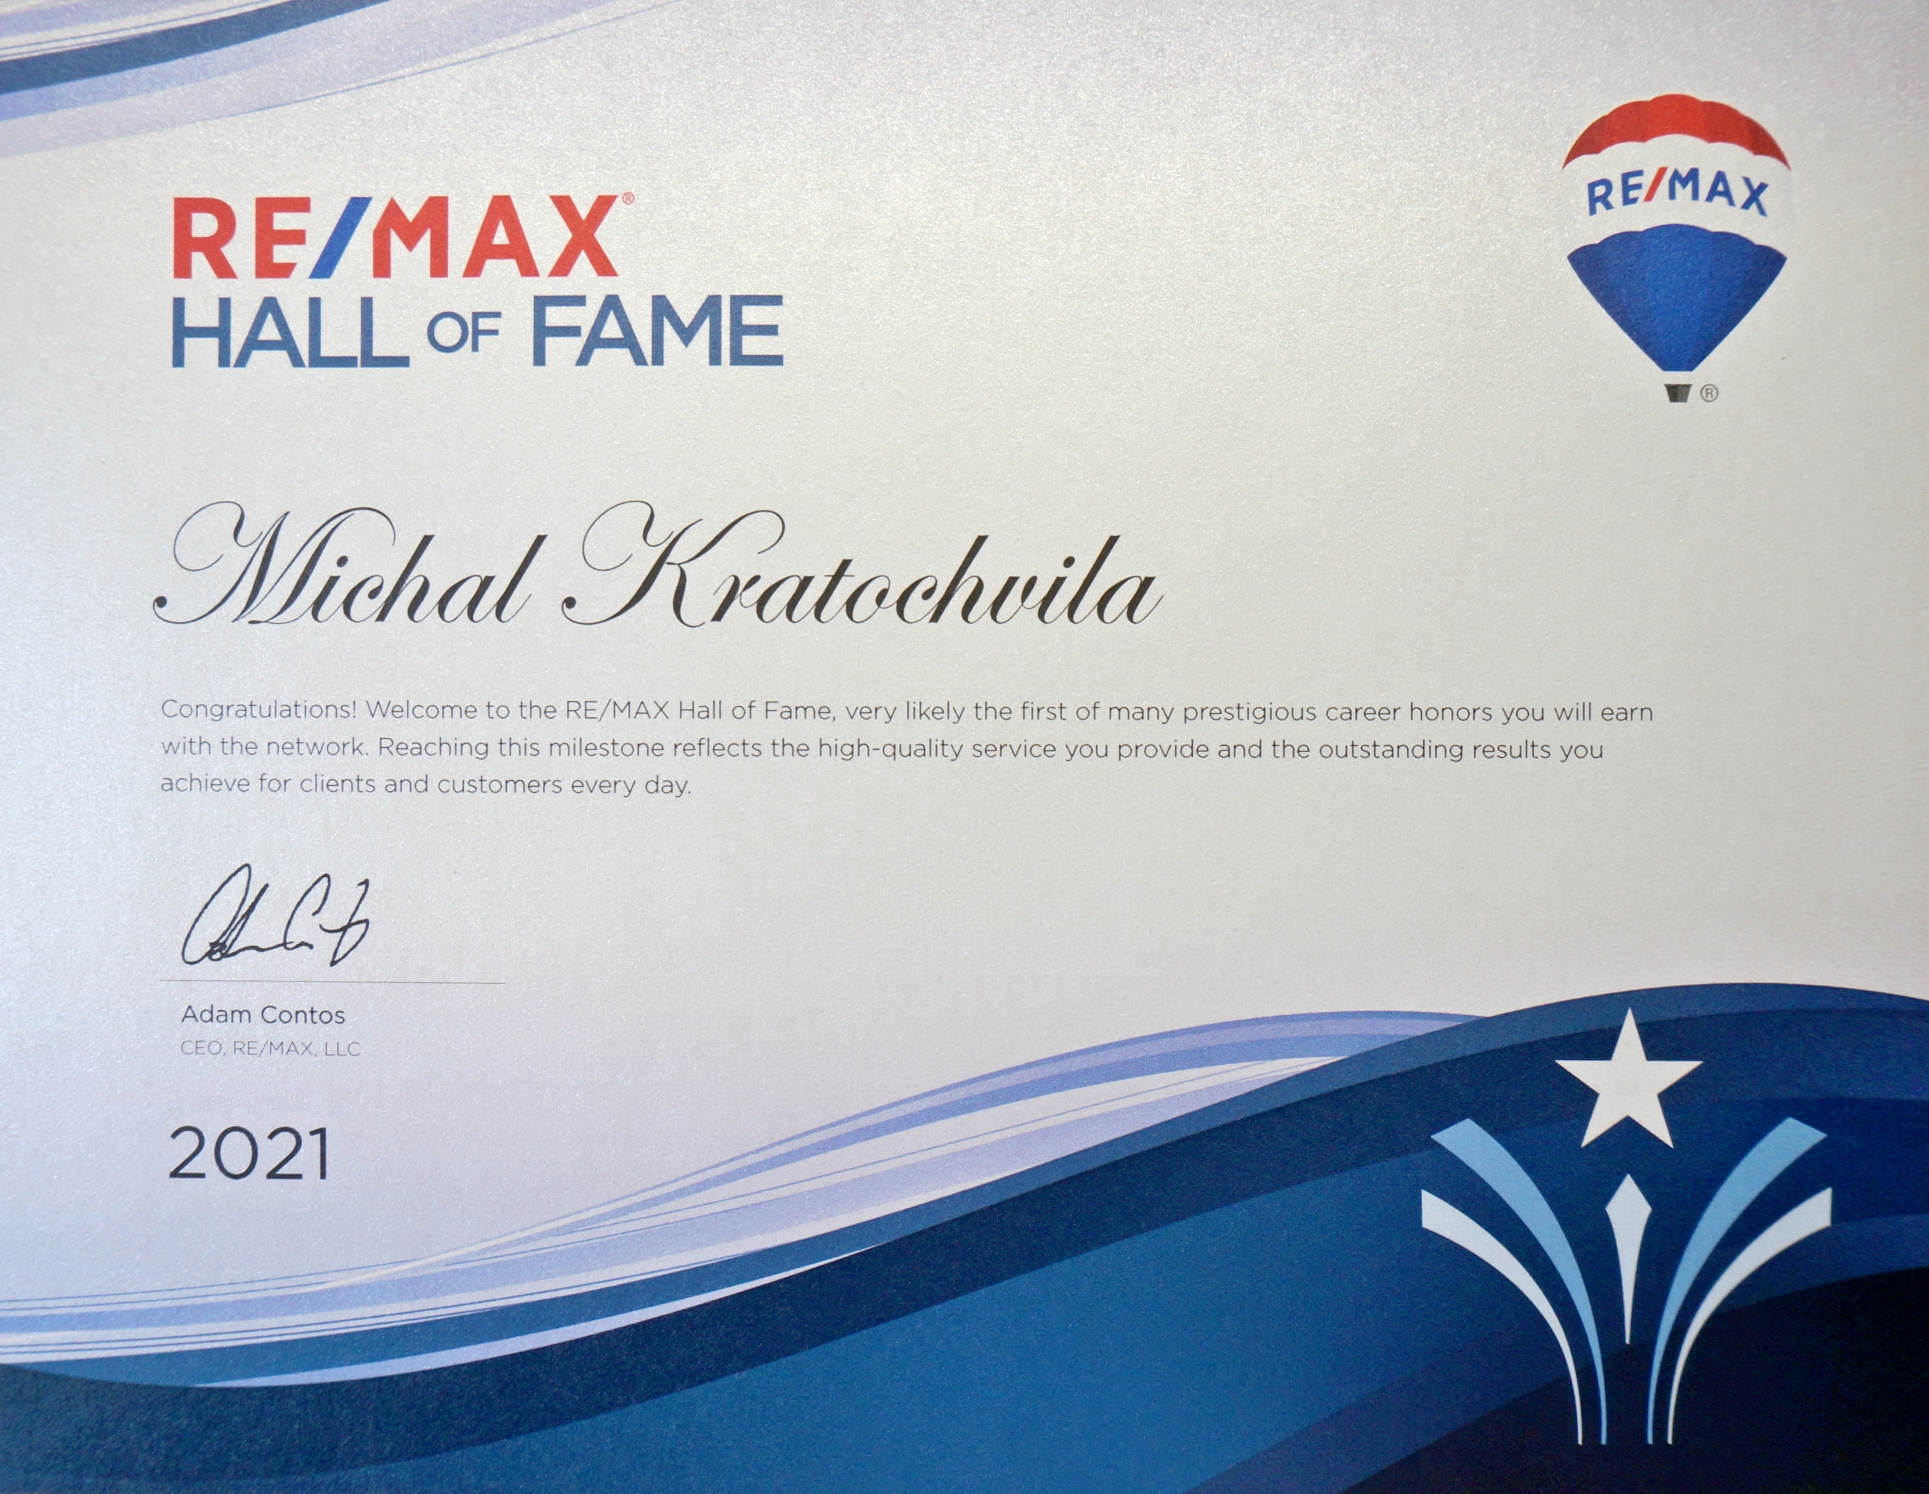 RE/MAX®
HALL OF FAME
RE/MAX
®
Michal Kratochvila
Congratulations! Welcome to the RE/MAX Hall of Fame, very likely the first of many prestigious career honors you will earn
with the network. Reaching this milestone reflects the high-quality service you provide and the outstanding results you
achieve for clients and customers every day.
Adam Contos
CEO, RE/MAX, LLC
2021